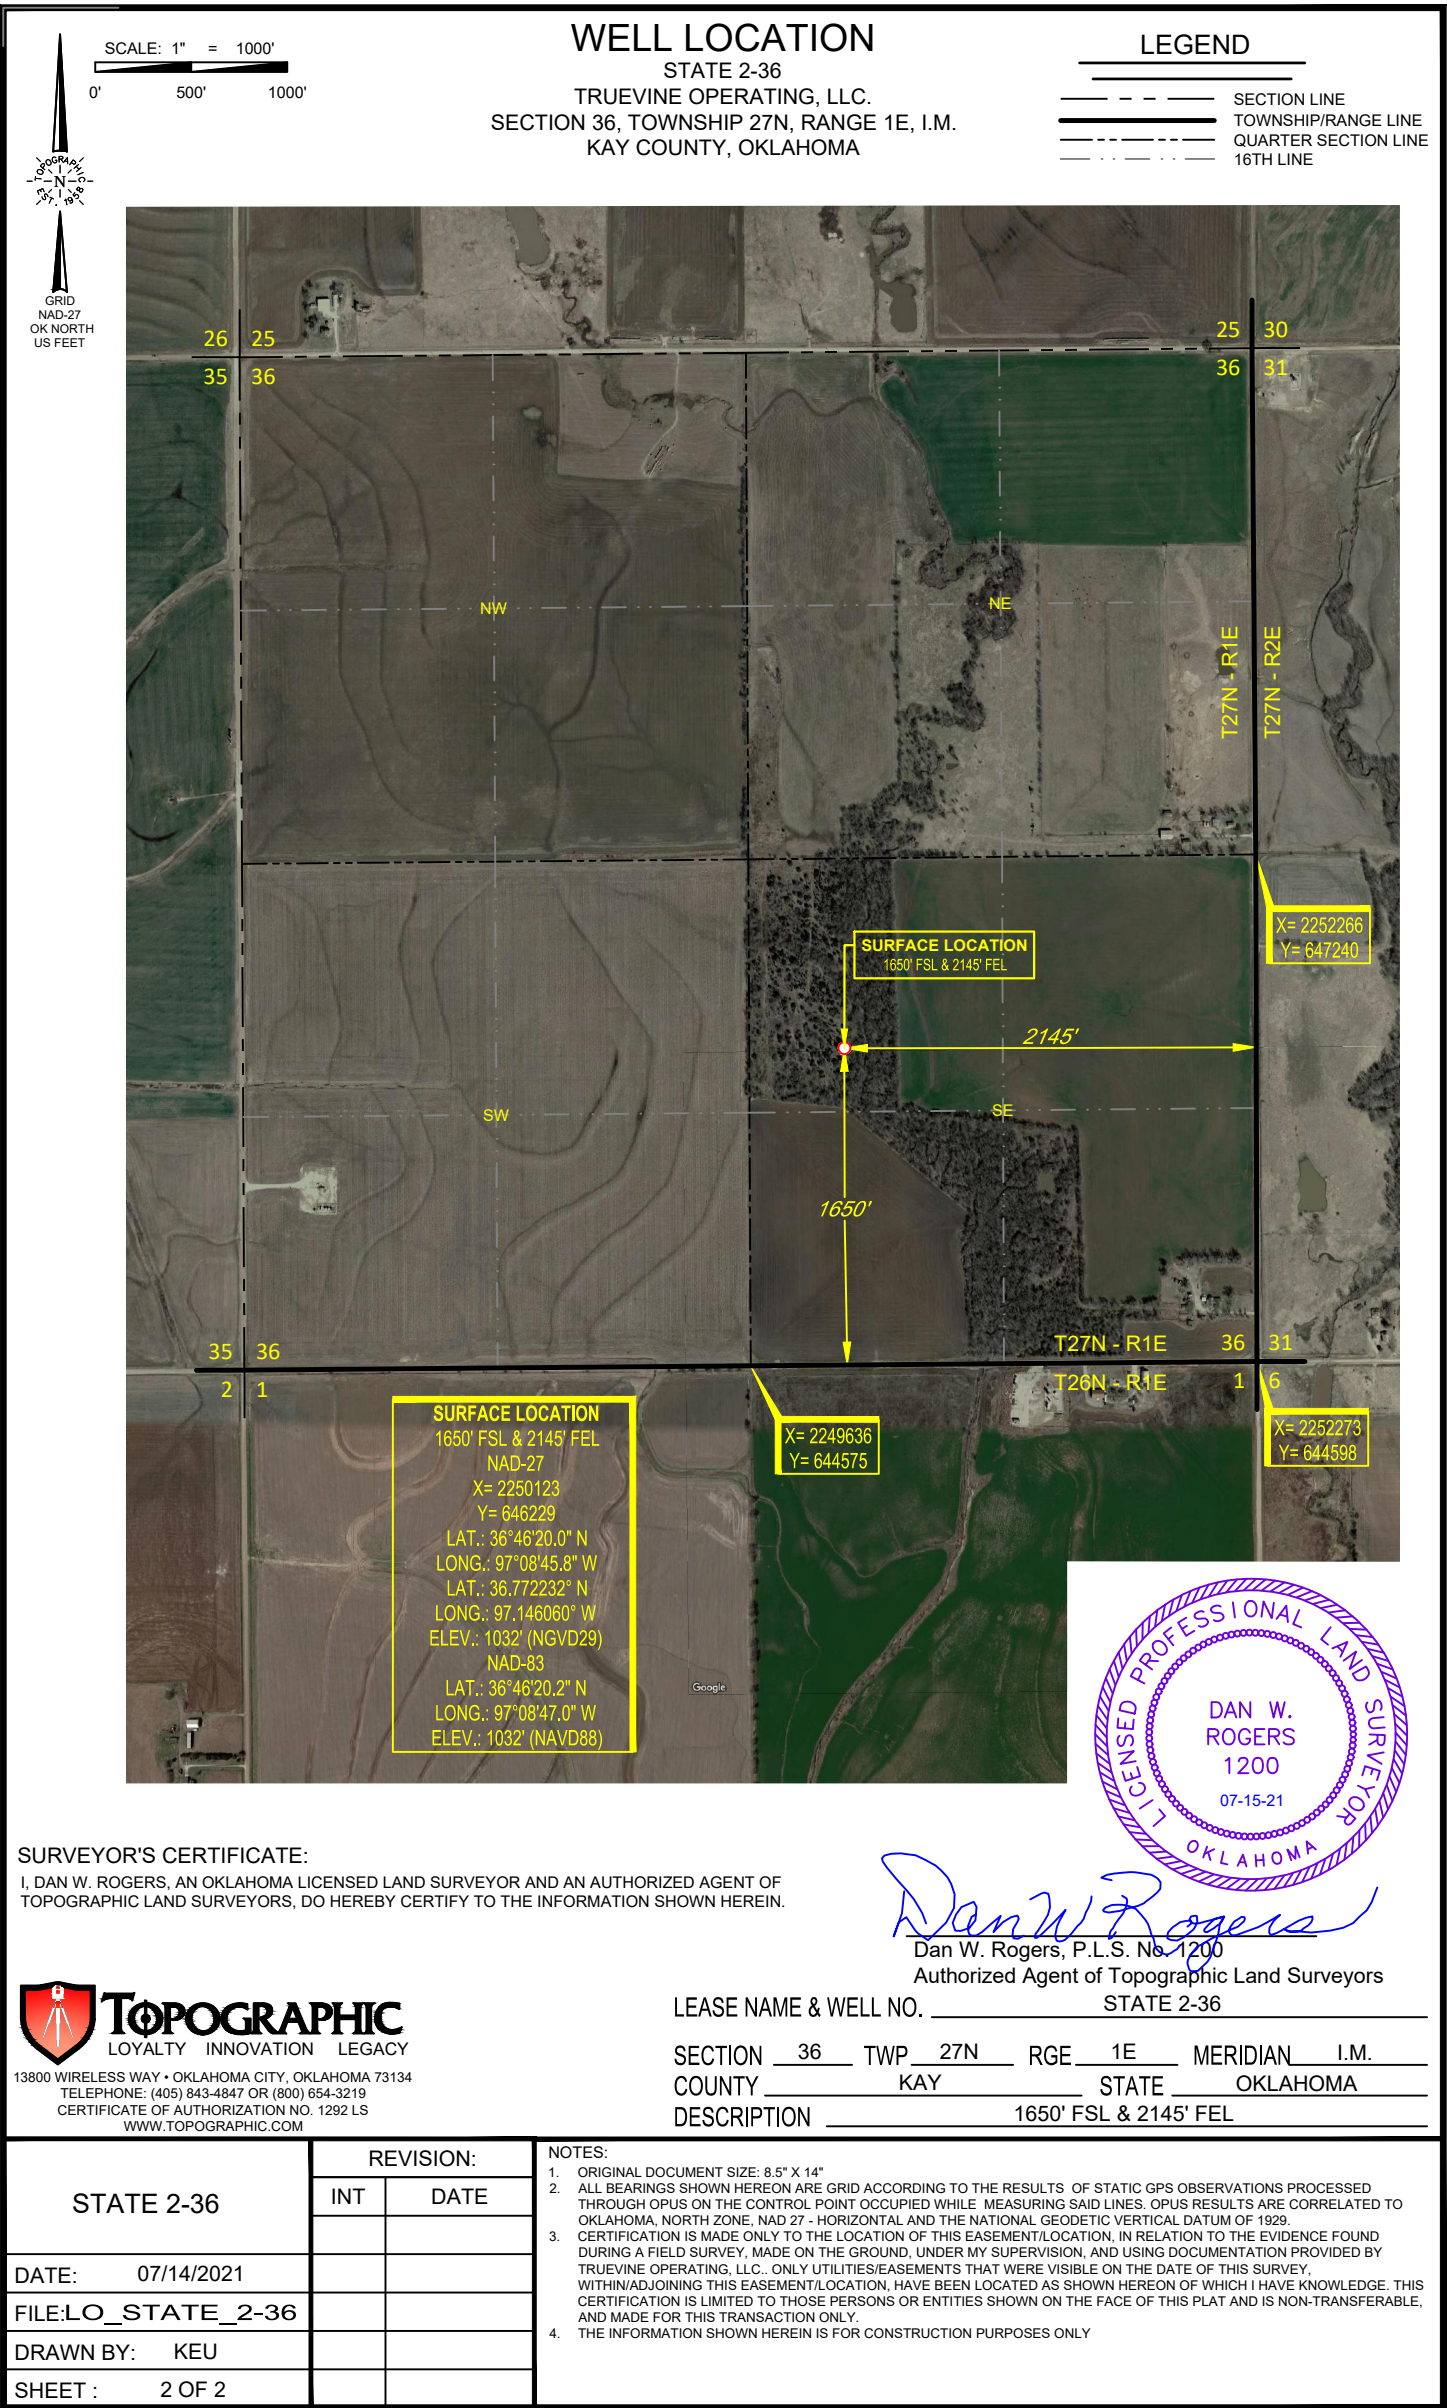 WELL LOCATION
STATE 2-36
TRUEVINE OPERATING, LLC.
SECTION 36, TOWNSHIP 27N, RANGE 1E, I.M.
KAY COUNTY, OKLAHOMA
SCALE: 1" = 1000'
0' 500' 1000'
TOPOGRAPHIC
N
EST. 1958
GRID
NAD-27
OK NORTH
US FEET
LEGEND
SECTION LINE
TOWNSHIP/RANGE LINE
QUARTER SECTION LINE
16TH LINE
26 25
35 36
25 30
36 31
NW
NE
T27N - R1E
T27N - R2E
X= 2252266
Y= 647240
SURFACE LOCATION
1650' FSL & 2145' FEL
2145'
SW
SE
1650'
35 36
2 1
T27N - R1E 36 31
T26N - R1E 1 6
X= 2249636
Y= 644575
X= 2252273
Y= 644598
SURFACE LOCATION
1650' FSL & 2145' FEL
NAD-27
X= 2250123
Y= 646229
LAT.: 36°46'20.0" N
LONG.: 97°08'45.8" W
LAT.: 36.772232° N
LONG.: 97.146060° W
ELEV.: 1032' (NGVD29)
NAD-83
LAT.: 36°46'20.2" N
LONG.: 97°08'47.0" W
ELEV.: 1032' (NAVD88)
Google
LICENSED PROFESSIONAL LAND SURVEYOR
DAN W.
ROGERS
1200
07-15-21
OKLAHOMA
SURVEYOR'S CERTIFICATE:
I, DAN W. ROGERS, AN OKLAHOMA LICENSED LAND SURVEYOR AND AN AUTHORIZED AGENT OF
TOPOGRAPHIC LAND SURVEYORS, DO HEREBY CERTIFY TO THE INFORMATION SHOWN HEREIN.
Dan W Rogers
Dan W. Rogers, P.L.S. No. 1200
Authorized Agent of Topographic Land Surveyors
TOPOGRAPHIC
LOYALTY INNOVATION LEGACY
13800 WIRELESS WAY • OKLAHOMA CITY, OKLAHOMA 73134
TELEPHONE: (405) 843-4847 OR (800) 654-3219
CERTIFICATE OF AUTHORIZATION NO. 1292 LS
WWW.TOPOGRAPHIC.COM
LEASE NAME & WELL NO. STATE 2-36
SECTION 36 TWP 27N RGE 1E MERIDIAN I.M.
COUNTY KAY STATE OKLAHOMA
DESCRIPTION 1650' FSL & 2145' FEL
STATE 2-36
REVISION:
INT DATE
DATE: 07/14/2021
FILE:LO_STATE_2-36
DRAWN BY: KEU
SHEET : 2 OF 2
NOTES:
1. ORIGINAL DOCUMENT SIZE: 8.5" X 14"
2. ALL BEARINGS SHOWN HEREON ARE GRID ACCORDING TO THE RESULTS OF STATIC GPS OBSERVATIONS PROCESSED
THROUGH OPUS ON THE CONTROL POINT OCCUPIED WHILE MEASURING SAID LINES. OPUS RESULTS ARE CORRELATED TO
OKLAHOMA, NORTH ZONE, NAD 27 - HORIZONTAL AND THE NATIONAL GEODETIC VERTICAL DATUM OF 1929.
3. CERTIFICATION IS MADE ONLY TO THE LOCATION OF THIS EASEMENT/LOCATION, IN RELATION TO THE EVIDENCE FOUND
DURING A FIELD SURVEY, MADE ON THE GROUND, UNDER MY SUPERVISION, AND USING DOCUMENTATION PROVIDED BY
TRUEVINE OPERATING, LLC.. ONLY UTILITIES/EASEMENTS THAT WERE VISIBLE ON THE DATE OF THIS SURVEY,
WITHIN/ADJOINING THIS EASEMENT/LOCATION, HAVE BEEN LOCATED AS SHOWN HEREON OF WHICH I HAVE KNOWLEDGE. THIS
CERTIFICATION IS LIMITED TO THOSE PERSONS OR ENTITIES SHOWN ON THE FACE OF THIS PLAT AND IS NON-TRANSFERABLE,
AND MADE FOR THIS TRANSACTION ONLY.
4. THE INFORMATION SHOWN HEREIN IS FOR CONSTRUCTION PURPOSES ONLY